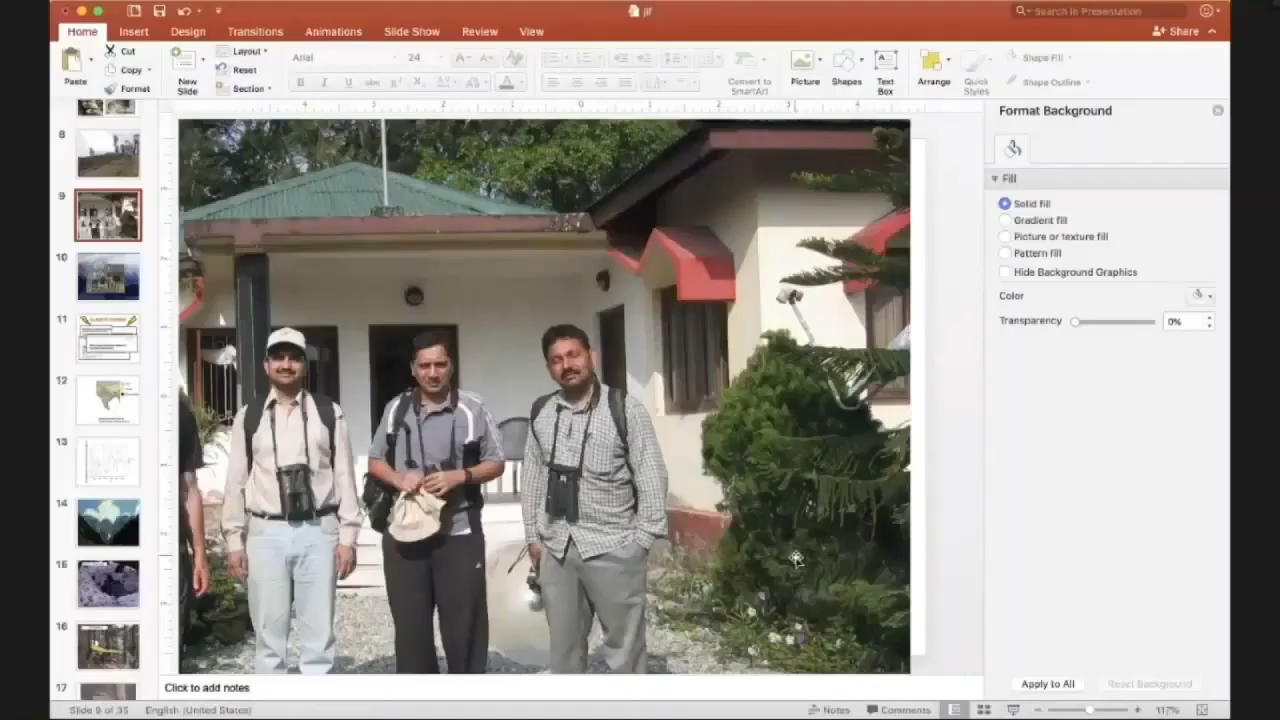 jif
Search in Presentation
Home Insert Design Transitions Animations Slide Show Review View
Share
Paste
Cut
Copy
Format
New Slide
Layout
Reset
Section
Arial
24
Convert to SmartArt
Picture
Shapes
Text Box
Arrange
Quick Styles
Shape Fill
Shape Outline
8
9
10
11
12
13
14
15
16
17
Format Background
Fill
Solid fill
Gradient fill
Picture or texture fill
Pattern fill
Hide Background Graphics
Color
Transparency
0%
Apply to All
Reset Background
Click to add notes
Slide 9 of 35
English (United States)
Notes
Comments
117%